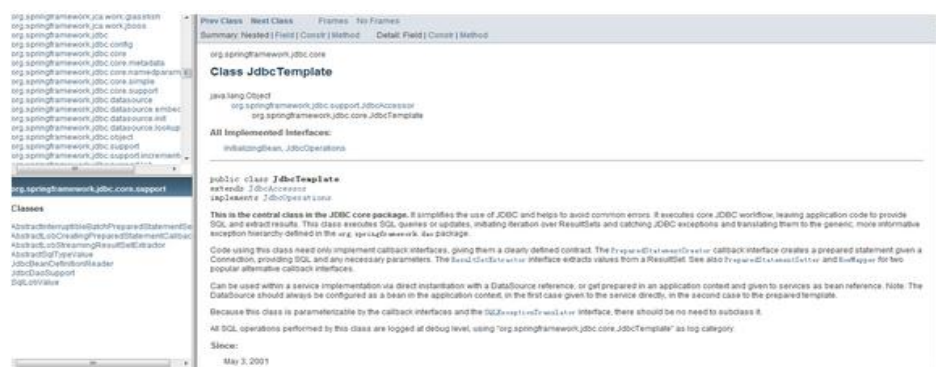 org.springframework.jca.work.glassfish
org.springframework.jca.work.jboss
org.springframework.jdbc
org.springframework.jdbc.config
org.springframework.jdbc.core
org.springframework.jdbc.core.metadata
org.springframework.jdbc.core.namedparam
org.springframework.jdbc.core.simple
org.springframework.jdbc.core.support
org.springframework.jdbc.datasource
org.springframework.jdbc.datasource.embec
org.springframework.jdbc.datasource.init
org.springframework.jdbc.datasource.lookup
org.springframework.jdbc.object
org.springframework.jdbc.support
org.springframework.jdbc.support.increment
org.springframework.jdbc.core.support
Classes
AbstractInterruptibleBatchPreparedStatementSe
AbstractLobCreatingPreparedStatementCallbac
AbstractLobStreamingResultSetExtractor
AbstractSqlTypeValue
JdbcBeanDefinitionReader
JdbcDaoSupport
SqlLobValue
Prev Class Next Class Frames No Frames
Summary: Nested | Field | Constr | Method Detail: Field | Constr | Method
org.springframework.jdbc.core
Class JdbcTemplate
java.lang.Object
org.springframework.jdbc.support.JdbcAccessor
org.springframework.jdbc.core.JdbcTemplate
All Implemented Interfaces:
InitializingBean, JdbcOperations
public class JdbcTemplate
extends JdbcAccessor
implements JdbcOperations
This is the central class in the JDBC core package. It simplifies the use of JDBC and helps to avoid common errors. It executes core JDBC workflow, leaving application code to provide
SQL and extract results. This class executes SQL queries or updates, initiating iteration over ResultSets and catching JDBC exceptions and translating them to the generic, more informative
exception hierarchy defined in the org.springframework.dao package.
Code using this class need only implement callback interfaces, giving them a clearly defined contract. The PreparedStatementCreator callback interface creates a prepared statement given a
Connection, providing SQL and any necessary parameters. The ResultSetExtractor interface extracts values from a ResultSet. See also PreparedStatementSetter and RowMapper for two
popular alternative callback interfaces.
Can be used within a service implementation via direct instantiation with a DataSource reference, or get prepared in an application context and given to services as bean reference. Note: The
DataSource should always be configured as a bean in the application context, in the first case given to the service directly, in the second case to the prepared template.
Because this class is parameterizable by the callback interfaces and the SQLExceptionTranslator interface, there should be no need to subclass it.
All SQL operations performed by this class are logged at debug level, using "org.springframework.jdbc.core.JdbcTemplate" as log category.
Since:
May 3, 2001